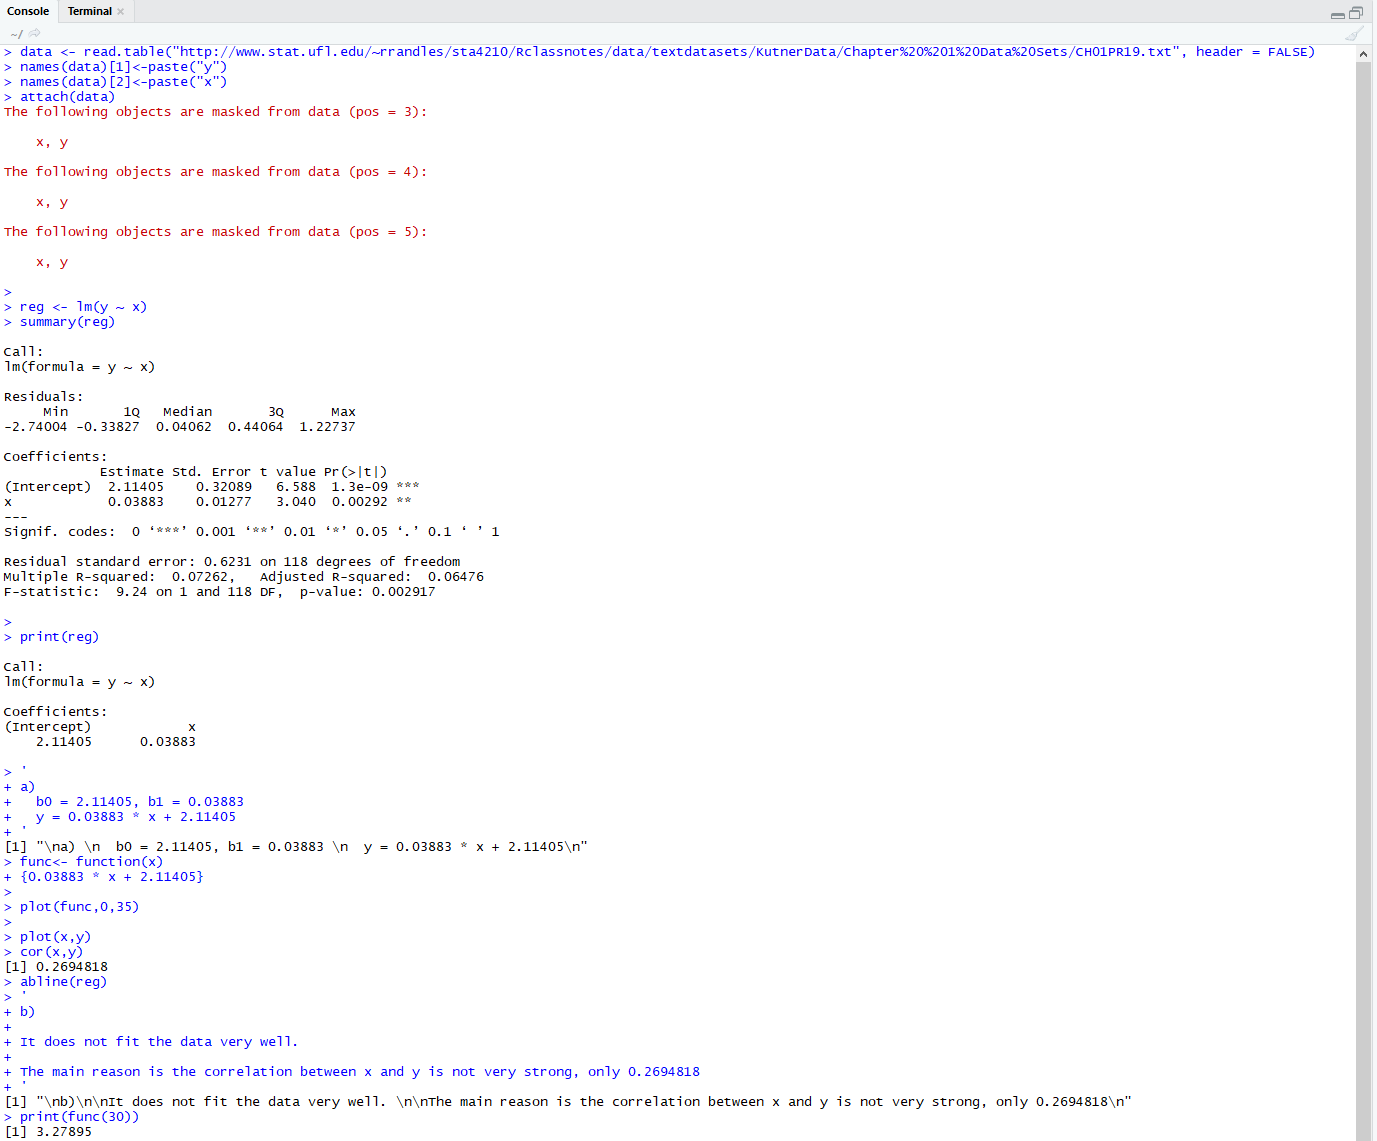 Console Terminal ×
~/
> data <- read.table("http://www.stat.ufl.edu/~rrandles/sta4210/Rclassnotes/data/textdatasets/KutnerData/Chapter%20%201%20Data%20Sets/CH01PR19.txt", header = FALSE)
> names(data)[1]<-paste("y")
> names(data)[2]<-paste("x")
> attach(data)
The following objects are masked from data (pos = 3):
x, y
The following objects are masked from data (pos = 4):
x, y
The following objects are masked from data (pos = 5):
x, y
>
> reg <- lm(y ~ x)
> summary(reg)
Call:
lm(formula = y ~ x)
Residuals:
Min 1Q Median 3Q Max
-2.74004 -0.33827 0.04062 0.44064 1.22737
Coefficients:
Estimate Std. Error t value Pr(>|t|)
(Intercept) 2.11405 0.32089 6.588 1.3e-09 ***
x 0.03883 0.01277 3.040 0.00292 **
---
Signif. codes: 0 ‘***’ 0.001 ‘**’ 0.01 ‘*’ 0.05 ‘.’ 0.1 ‘ ’ 1
Residual standard error: 0.6231 on 118 degrees of freedom
Multiple R-squared: 0.07262, Adjusted R-squared: 0.06476
F-statistic: 9.24 on 1 and 118 DF, p-value: 0.002917
>
> print(reg)
Call:
lm(formula = y ~ x)
Coefficients:
(Intercept) x
2.11405 0.03883
> '
+ a)
+ b0 = 2.11405, b1 = 0.03883
+ y = 0.03883 * x + 2.11405
+ '
[1] "\na) \n b0 = 2.11405, b1 = 0.03883 \n y = 0.03883 * x + 2.11405\n"
> func<- function(x)
+ {0.03883 * x + 2.11405}
>
> plot(func,0,35)
>
> plot(x,y)
> cor(x,y)
[1] 0.2694818
> abline(reg)
> '
+ b)
+
+ It does not fit the data very well.
+
+ The main reason is the correlation between x and y is not very strong, only 0.2694818
+ '
[1] "\nb)\n\nIt does not fit the data very well. \n\nThe main reason is the correlation between x and y is not very strong, only 0.2694818\n"
> print(func(30))
[1] 3.27895